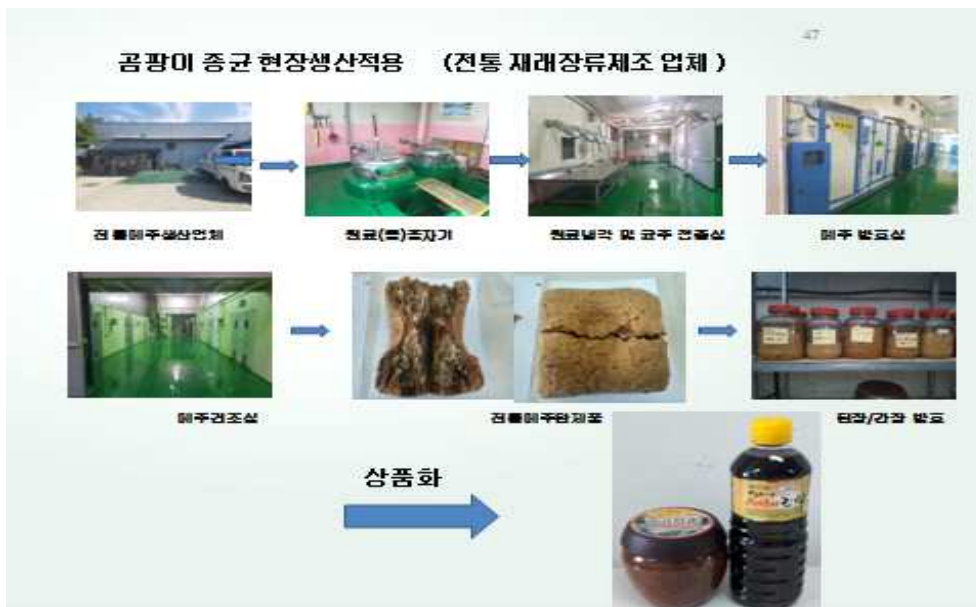 47
곰팡이 종균 현장생산적용 (전통 재래장류제조 업체 )
전통메주생산업체
원료(콩)증자기
원료냉각 및 균주 접종실
메주 발효실
메주건조실
전통메주완제품
된장/간장 발효
상품화